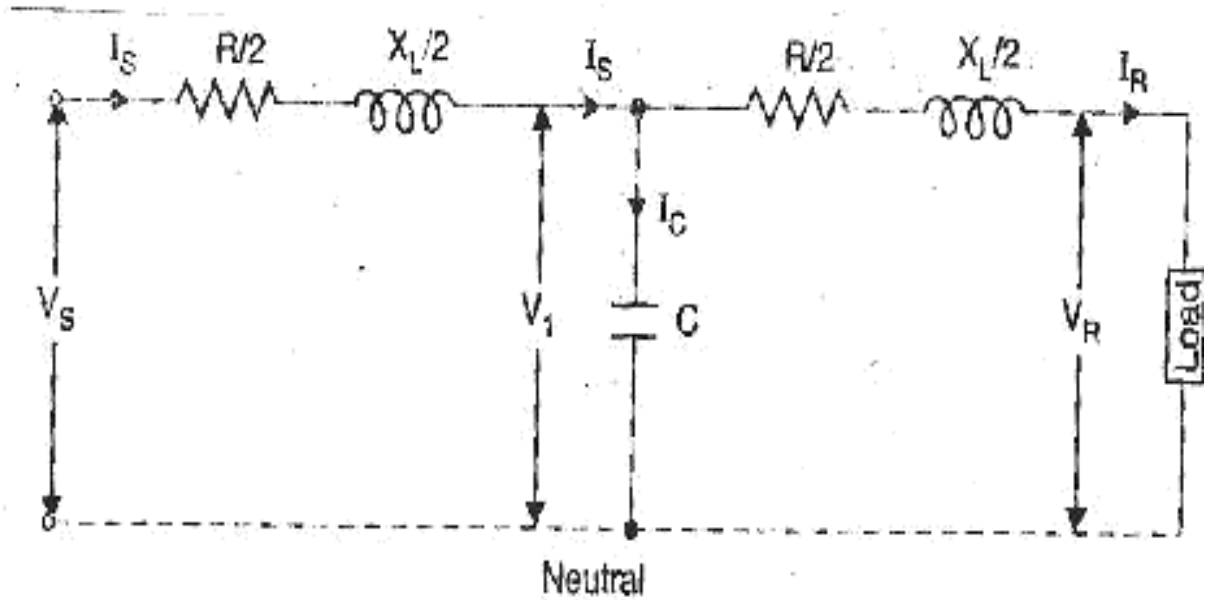 I_S
R/2
X_L/2
I_S
R/2
X_L/2
I_R
I_C
V_S
V_1
C
V_R
Load
Neutral